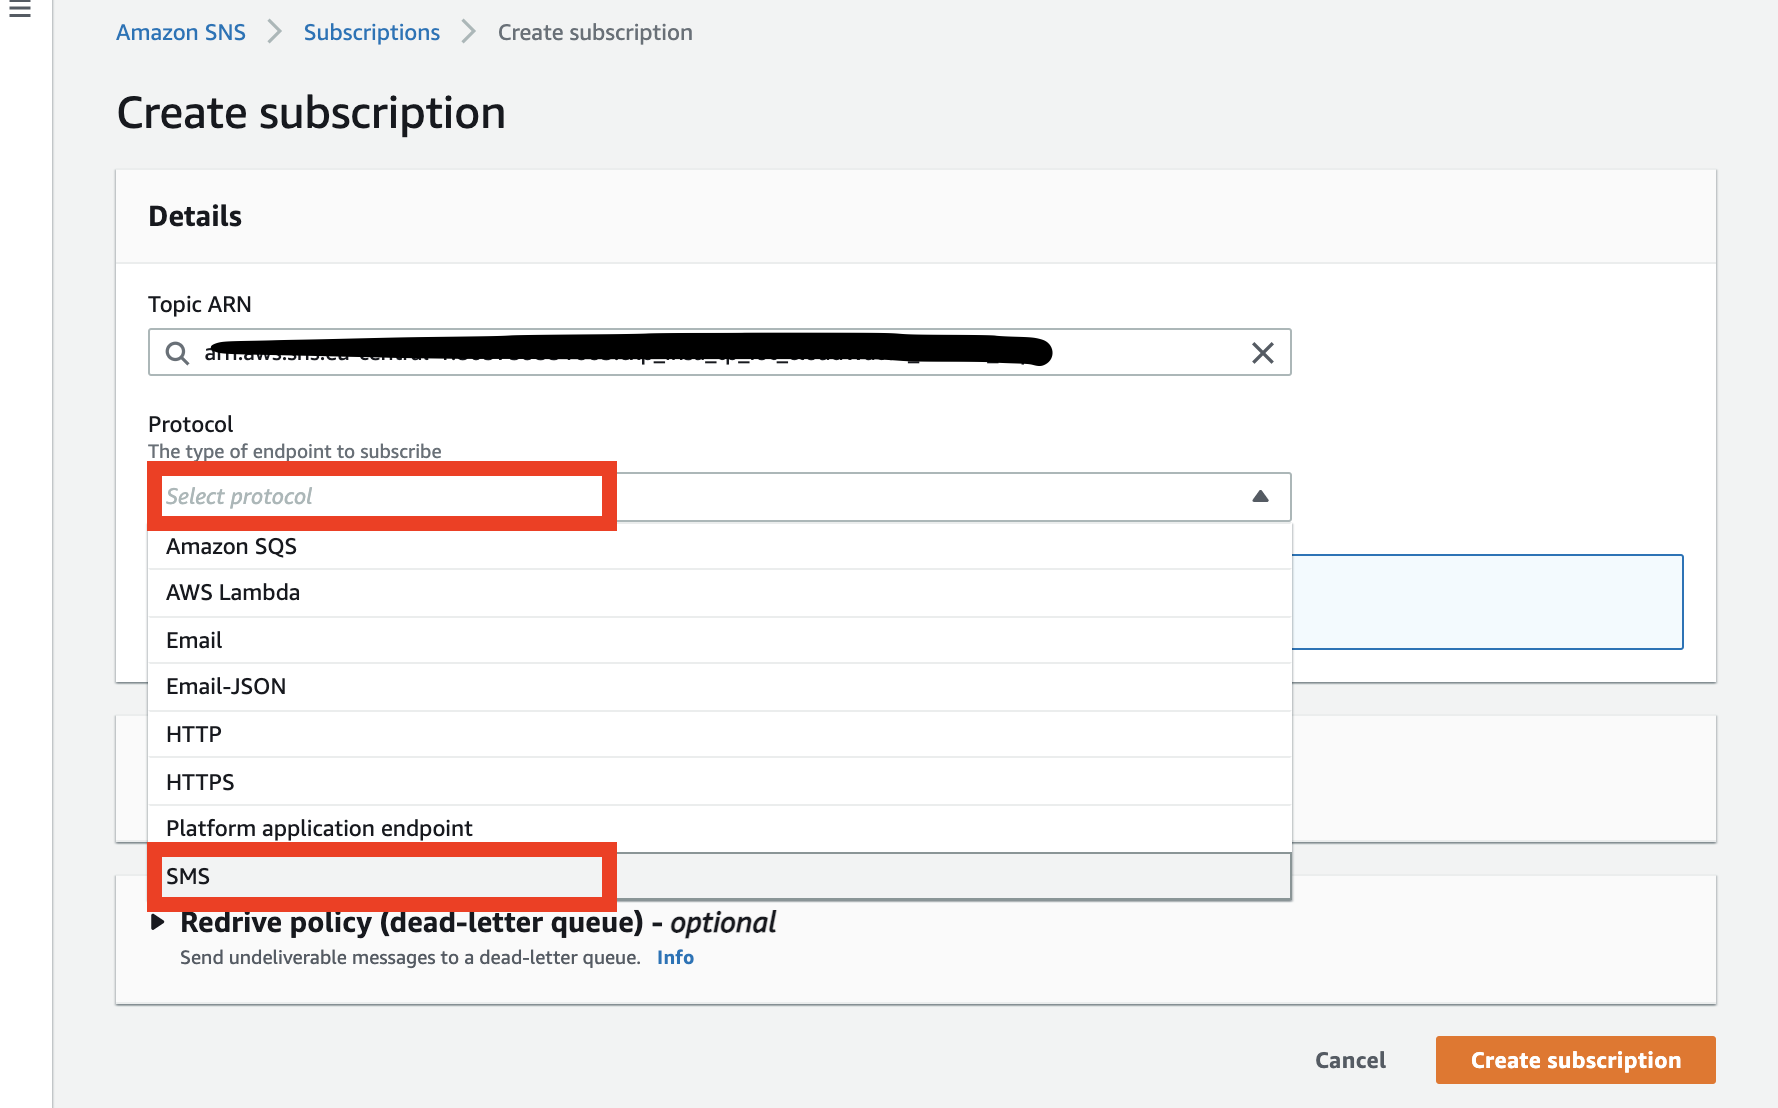 Amazon SNS > Subscriptions > Create subscription
Create subscription
Details
Topic ARN
Protocol
The type of endpoint to subscribe
Select protocol
Amazon SQS
AWS Lambda
Email
Email-JSON
HTTP
HTTPS
Platform application endpoint
SMS
Redrive policy (dead-letter queue) - optional
Send undeliverable messages to a dead-letter queue. Info
Cancel
Create subscription